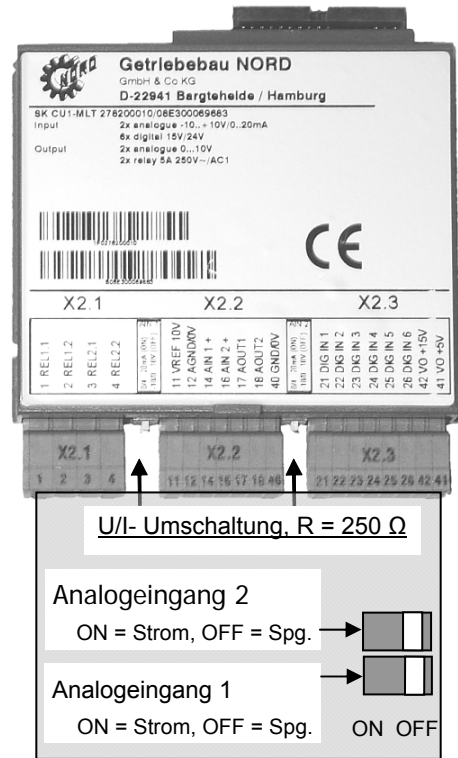 NORD
Getriebebau NORD
GmbH & Co KG
D-22941 Bargteheide / Hamburg
SK CU1-MLT 276200010/06E300069663
Input 2x analogue -10..+10V/0..20mA
6x digital 15V/24V
Output 2x analogue 0...10V
2x relay 5A 250V~/AC1
CE
X2.1 X2.2 X2.3
1 REL1.1
2 REL1.2
3 REL2.1
4 REL2.2
11 VREF 10V
12 AGND/0V
14 AIN 1 +
16 AIN 2 +
17 AOUT1
18 AOUT2
40 GND/0V
21 DIG IN 1
22 DIG IN 2
23 DIG IN 3
24 DIG IN 4
25 DIG IN 5
26 DIG IN 6
42 VO +15V
41 VO +5V
X2.1 X2.2 X2.3
1 2 3 4 11 12 14 16 17 18 40 21 22 23 24 25 26 42 41
U/I- Umschaltung, R = 250 Ω
Analogeingang 2
ON = Strom, OFF = Spg.
Analogeingang 1
ON = Strom, OFF = Spg.
ON OFF